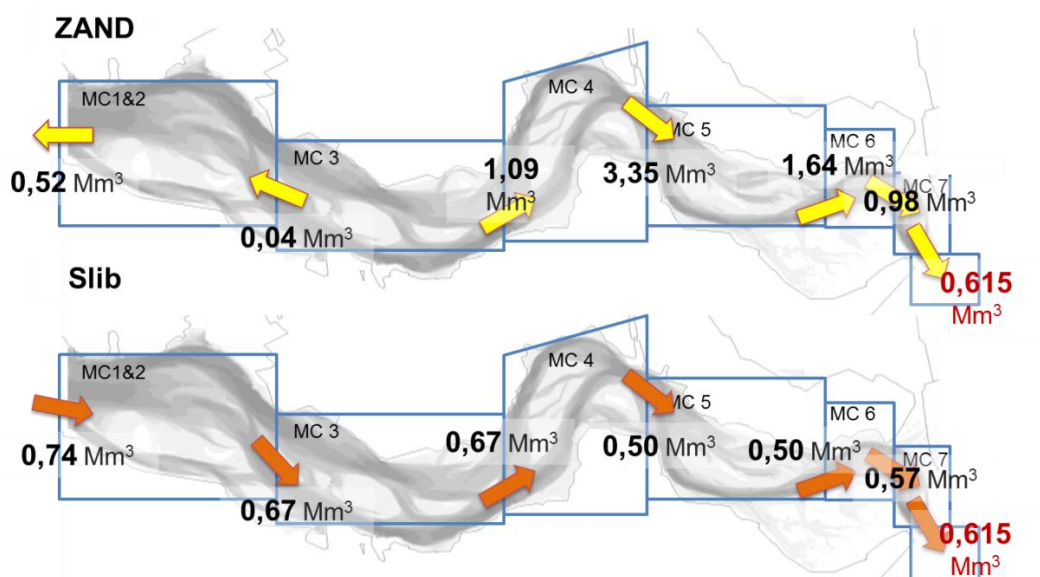 ZAND
MC1&2
MC 3
MC 4
MC 5
MC 6
MC 7
0,52 Mm³
0,04 Mm³
1,09
Mm³
3,35 Mm³
1,64 Mm³
0,98 Mm³
0,615
Mm³
Slib
MC1&2
MC 3
MC 4
MC 5
MC 6
MC 7
0,74 Mm³
0,67 Mm³
0,67 Mm³
0,50 Mm³
0,50 Mm³
0,57 Mm³
0,615
Mm³